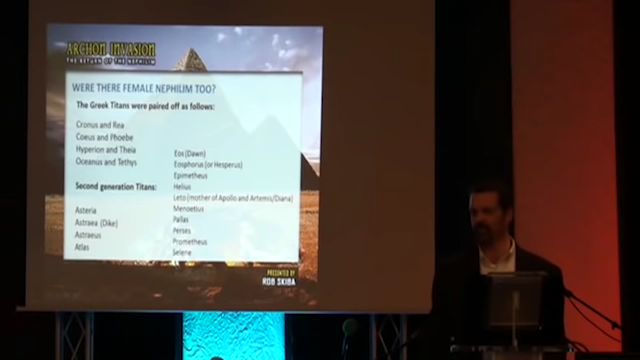 ARCHON INVASION
THE RETURN OF THE NEPHILIM
WERE THERE FEMALE NEPHILIM TOO?
The Greek Titans were paired off as follows:
Cronus and Rea
Coeus and Phoebe
Hyperion and Theia
Oceanus and Tethys
Second generation Titans:
Asteria
Astraea (Dike)
Astraeus
Atlas
Eos (Dawn)
Eosphorus (or Hesperus)
Epimetheus
Helius
Leto (mother of Apollo and Artemis/Diana)
Menoetius
Pallas
Perses
Prometheus
Selene
PRESENTED BY
ROB SKIBA